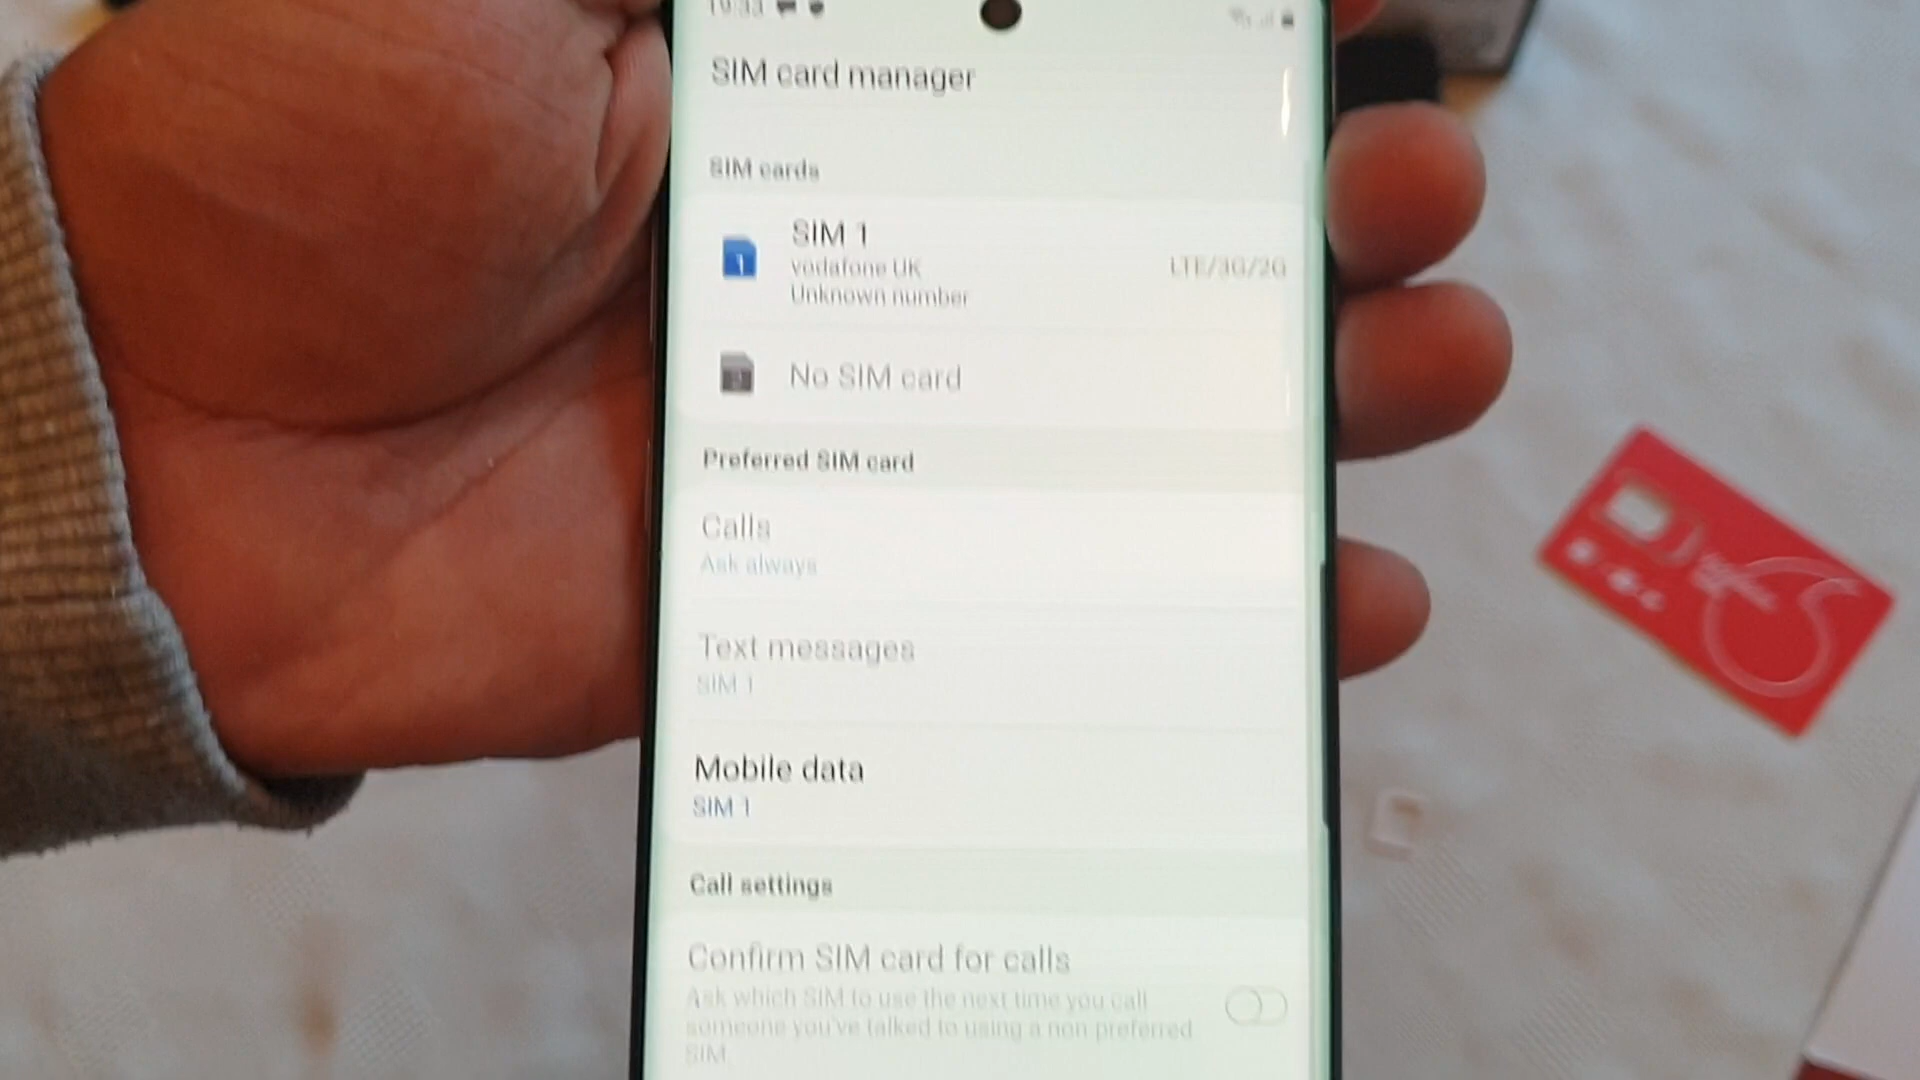 19:33
SIM card manager
SIM cards
SIM 1
vodafone UK
Unknown number
LTE/3G/2G
No SIM card
Preferred SIM card
Calls
Ask always
Text messages
SIM 1
Mobile data
SIM 1
Call settings
Confirm SIM card for calls
Ask which SIM to use the next time you call
someone you've talked to using a non preferred
SIM.